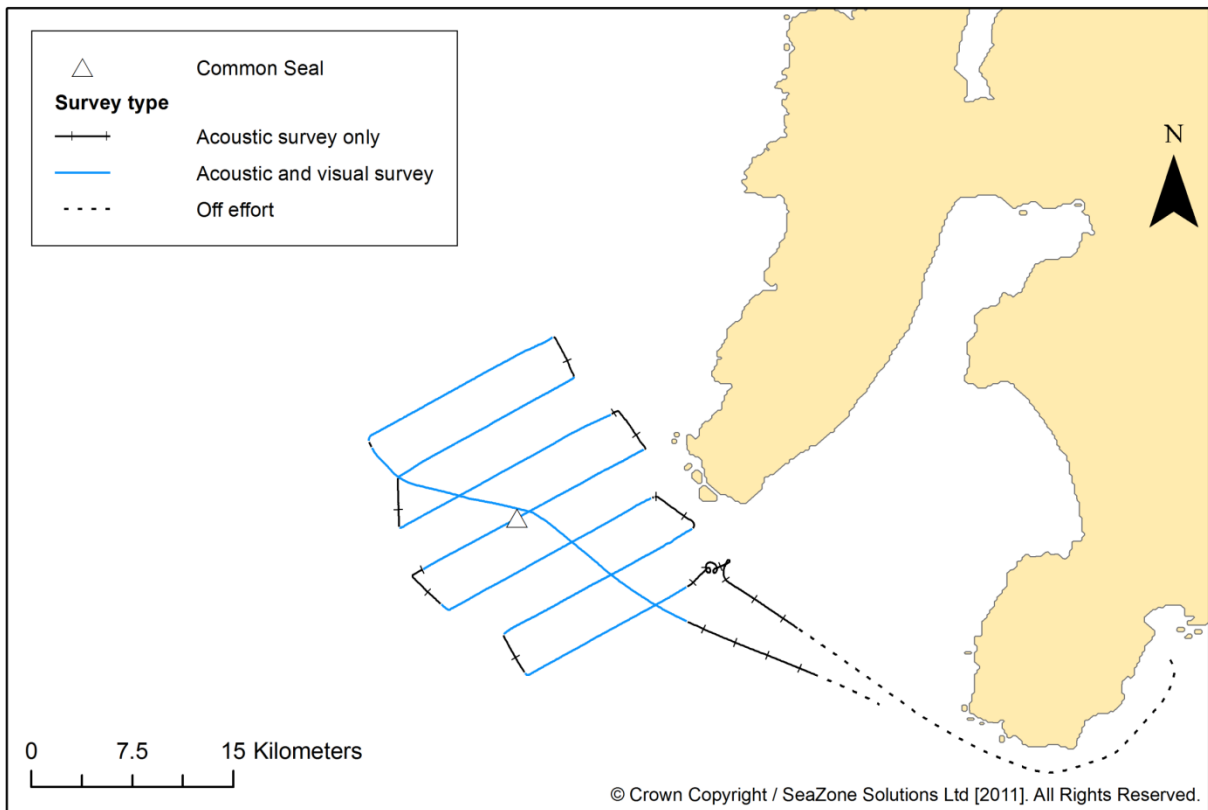 Common Seal
Survey type
Acoustic survey only
Acoustic and visual survey
Off effort
N
0 7.5 15 Kilometers
© Crown Copyright / SeaZone Solutions Ltd [2011]. All Rights Reserved.